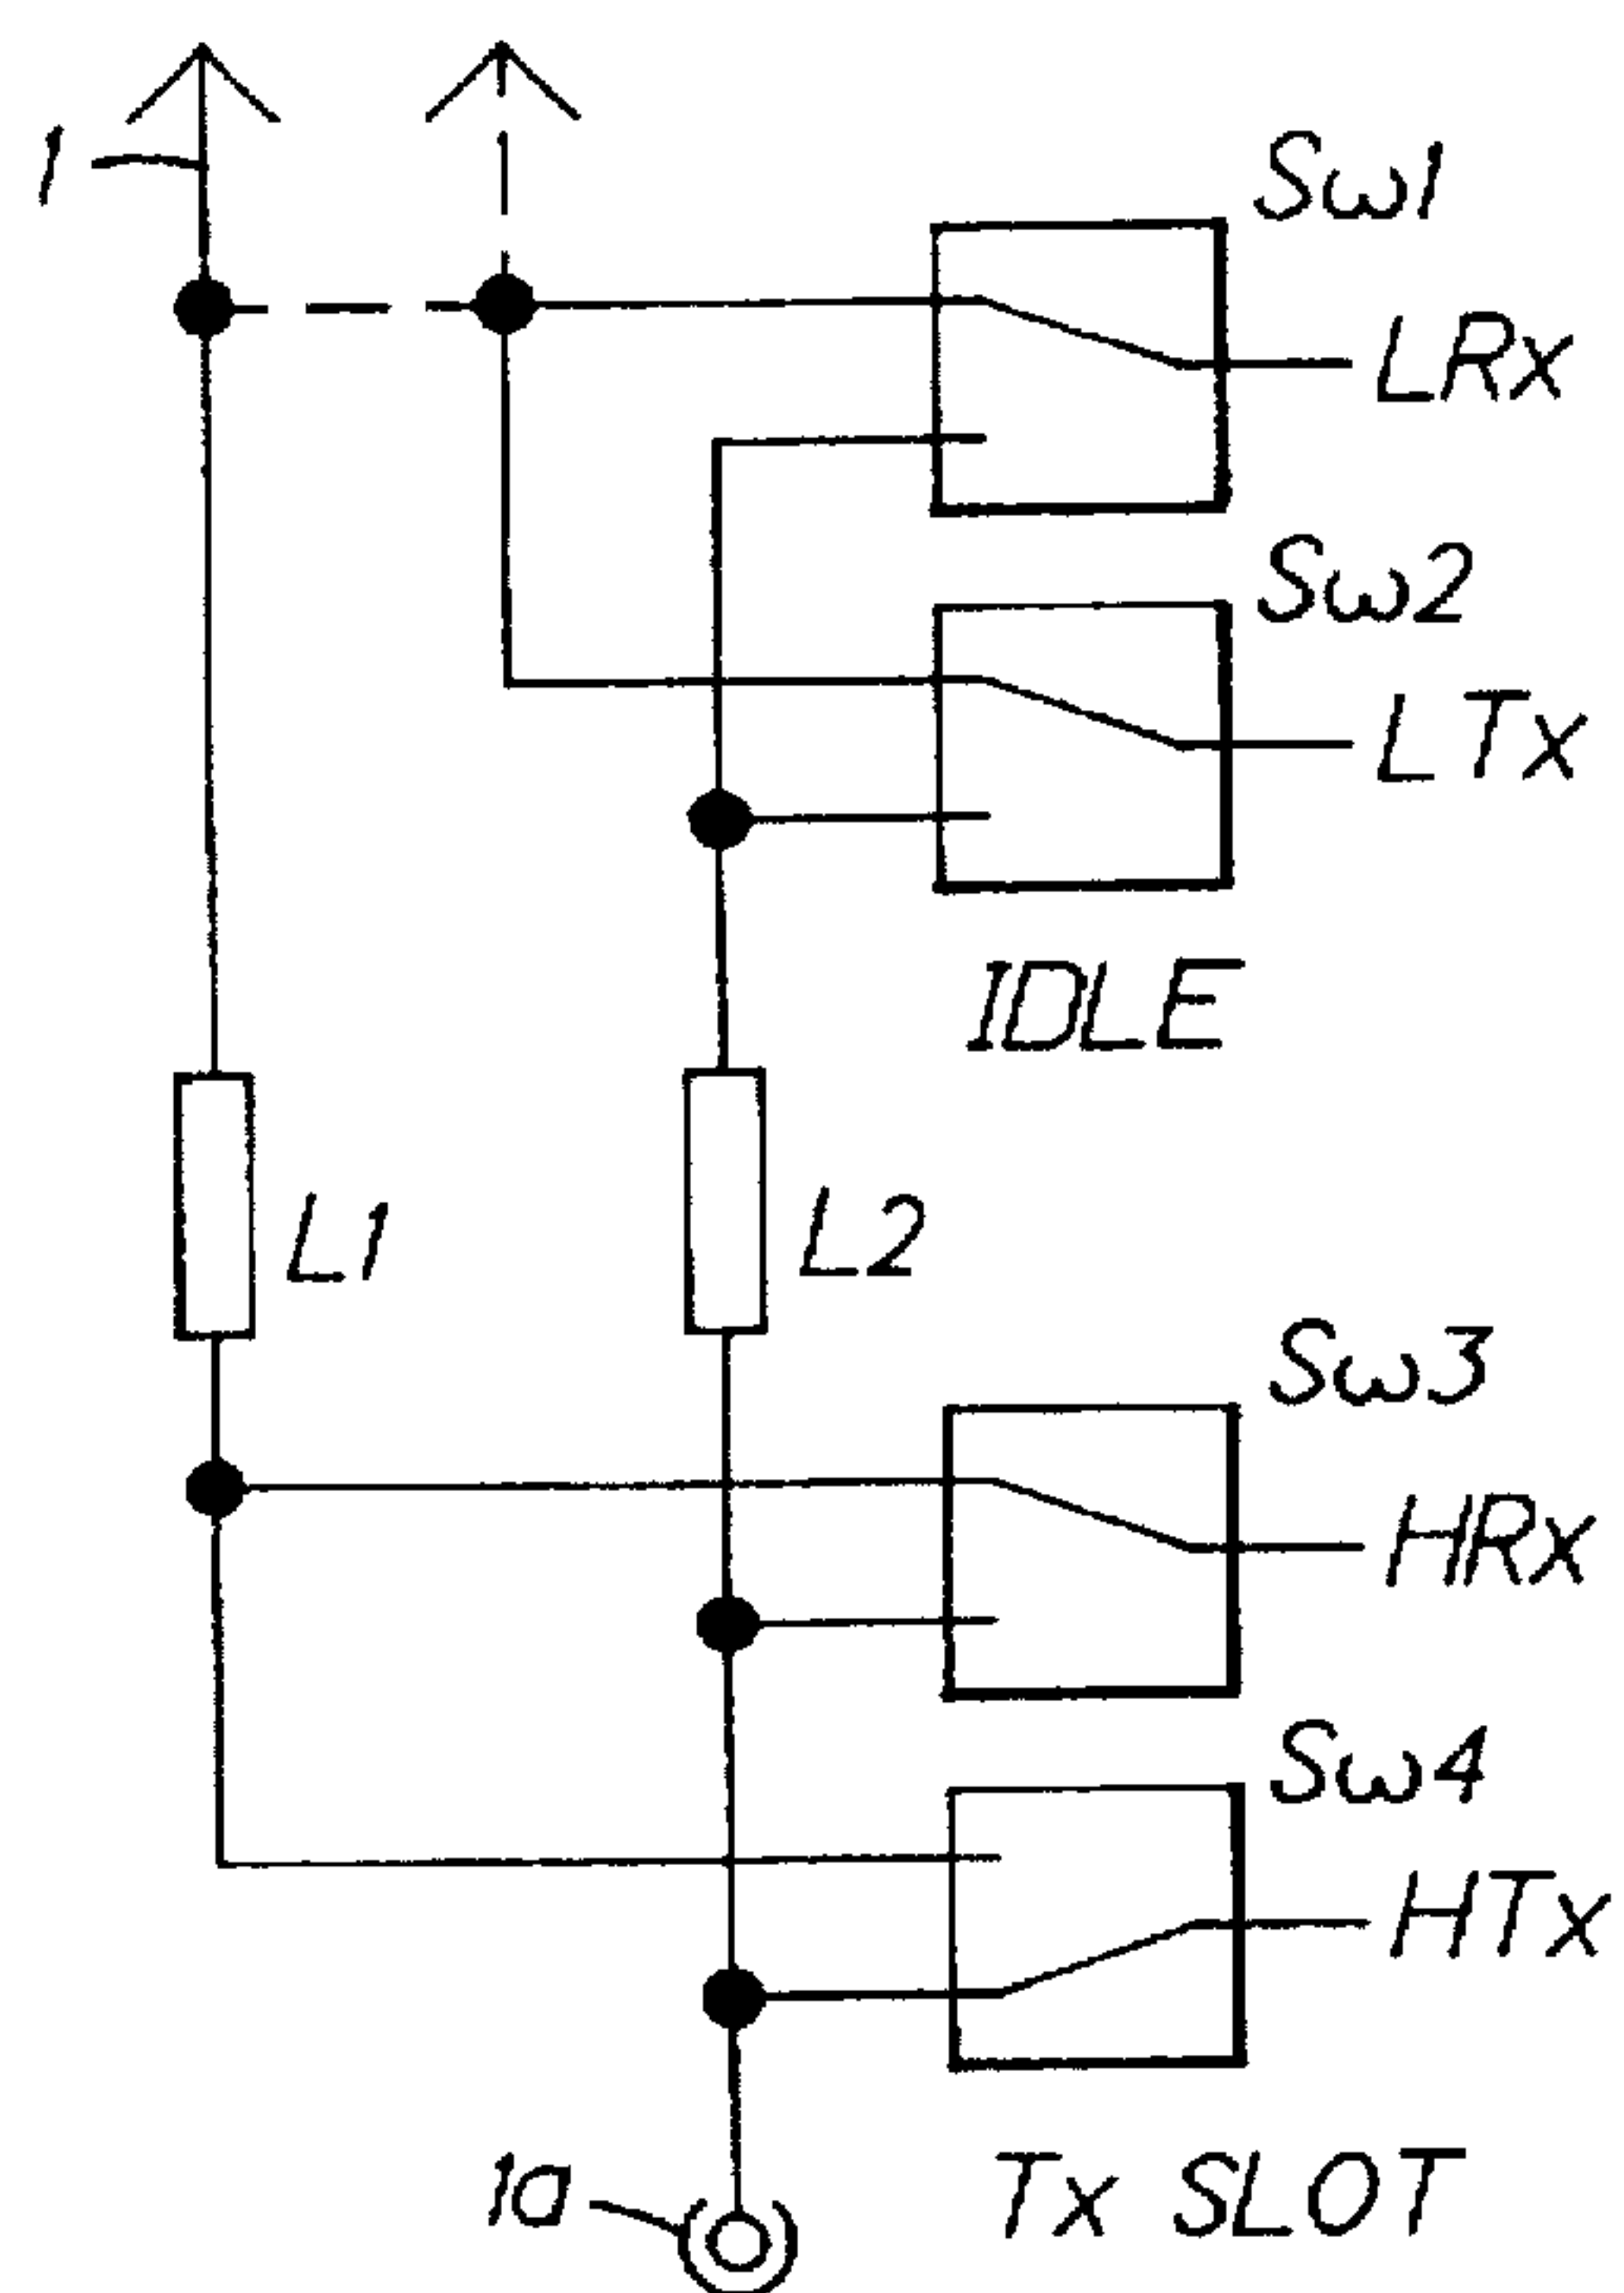 1
Sw1
LRx
Sw2
LTx
IDLE
L1
L2
Sw3
HRx
Sw4
HTx
1a
Tx SLOT